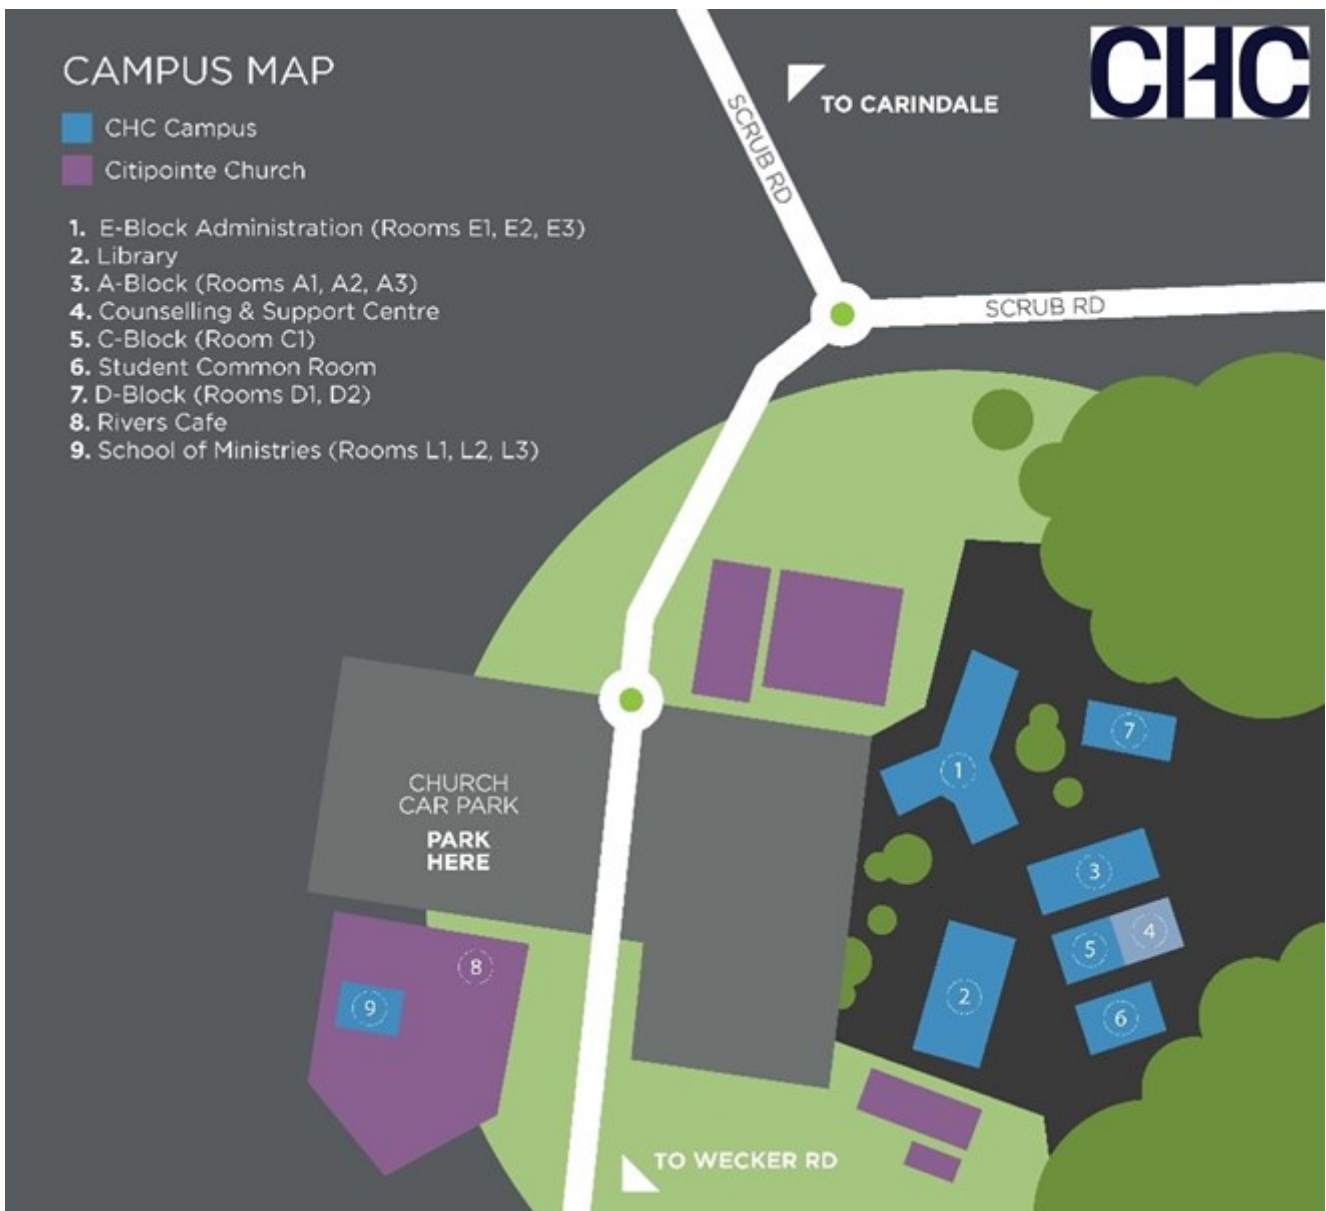 CAMPUS MAP
CHC Campus
Citipointe Church
1. E-Block Administration (Rooms E1, E2, E3)
2. Library
3. A-Block (Rooms A1, A2, A3)
4. Counselling & Support Centre
5. C-Block (Room C1)
6. Student Common Room
7. D-Block (Rooms D1, D2)
8. Rivers Cafe
9. School of Ministries (Rooms L1, L2, L3)
CHC
TO CARINDALE
SCRUB RD
SCRUB RD
CHURCH
CAR PARK
PARK
HERE
1
7
3
4
5
2
6
8
9
TO WECKER RD